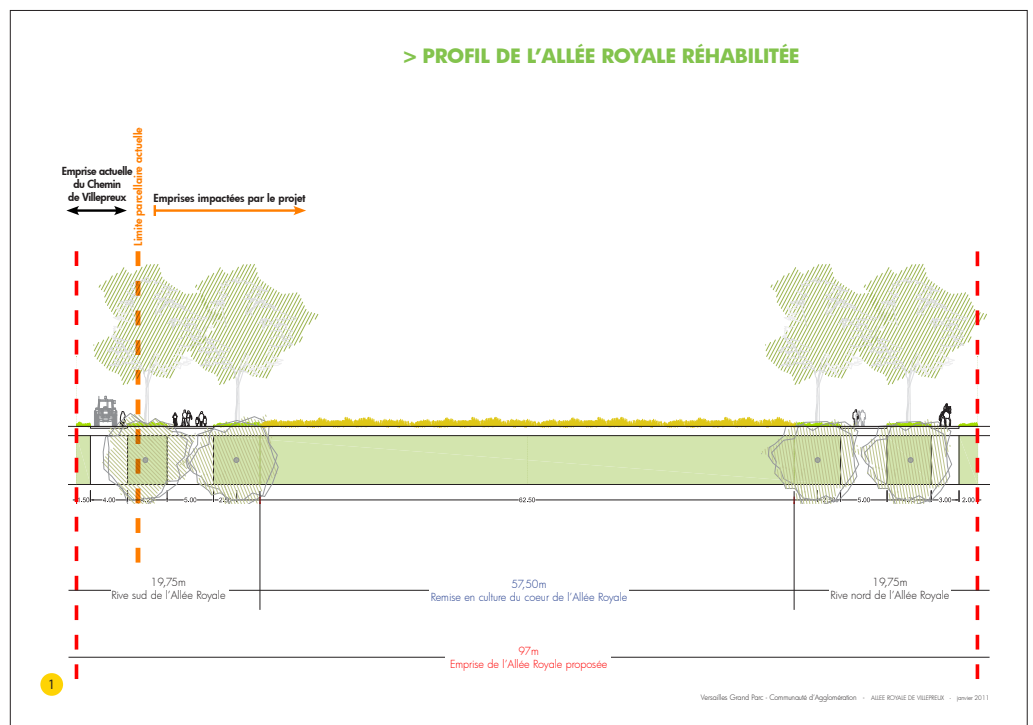 > PROFIL DE L'ALLÉE ROYALE RÉHABILITÉE
Emprise actuelle
du Chemin
de Villepreux
Limite parcellaire actuelle
Emprises impactées par le projet
4.00
5.00
62.50
5.00
3.00
2.00
19,75m
Rive sud de l'Allée Royale
57,50m
Remise en culture du coeur de l'Allée Royale
19,75m
Rive nord de l'Allée Royale
97m
Emprise de l'Allée Royale proposée
1
Versailles Grand Parc - Communauté d'Agglomération - ALLEE ROYALE DE VILLEPREUX - janvier 2011